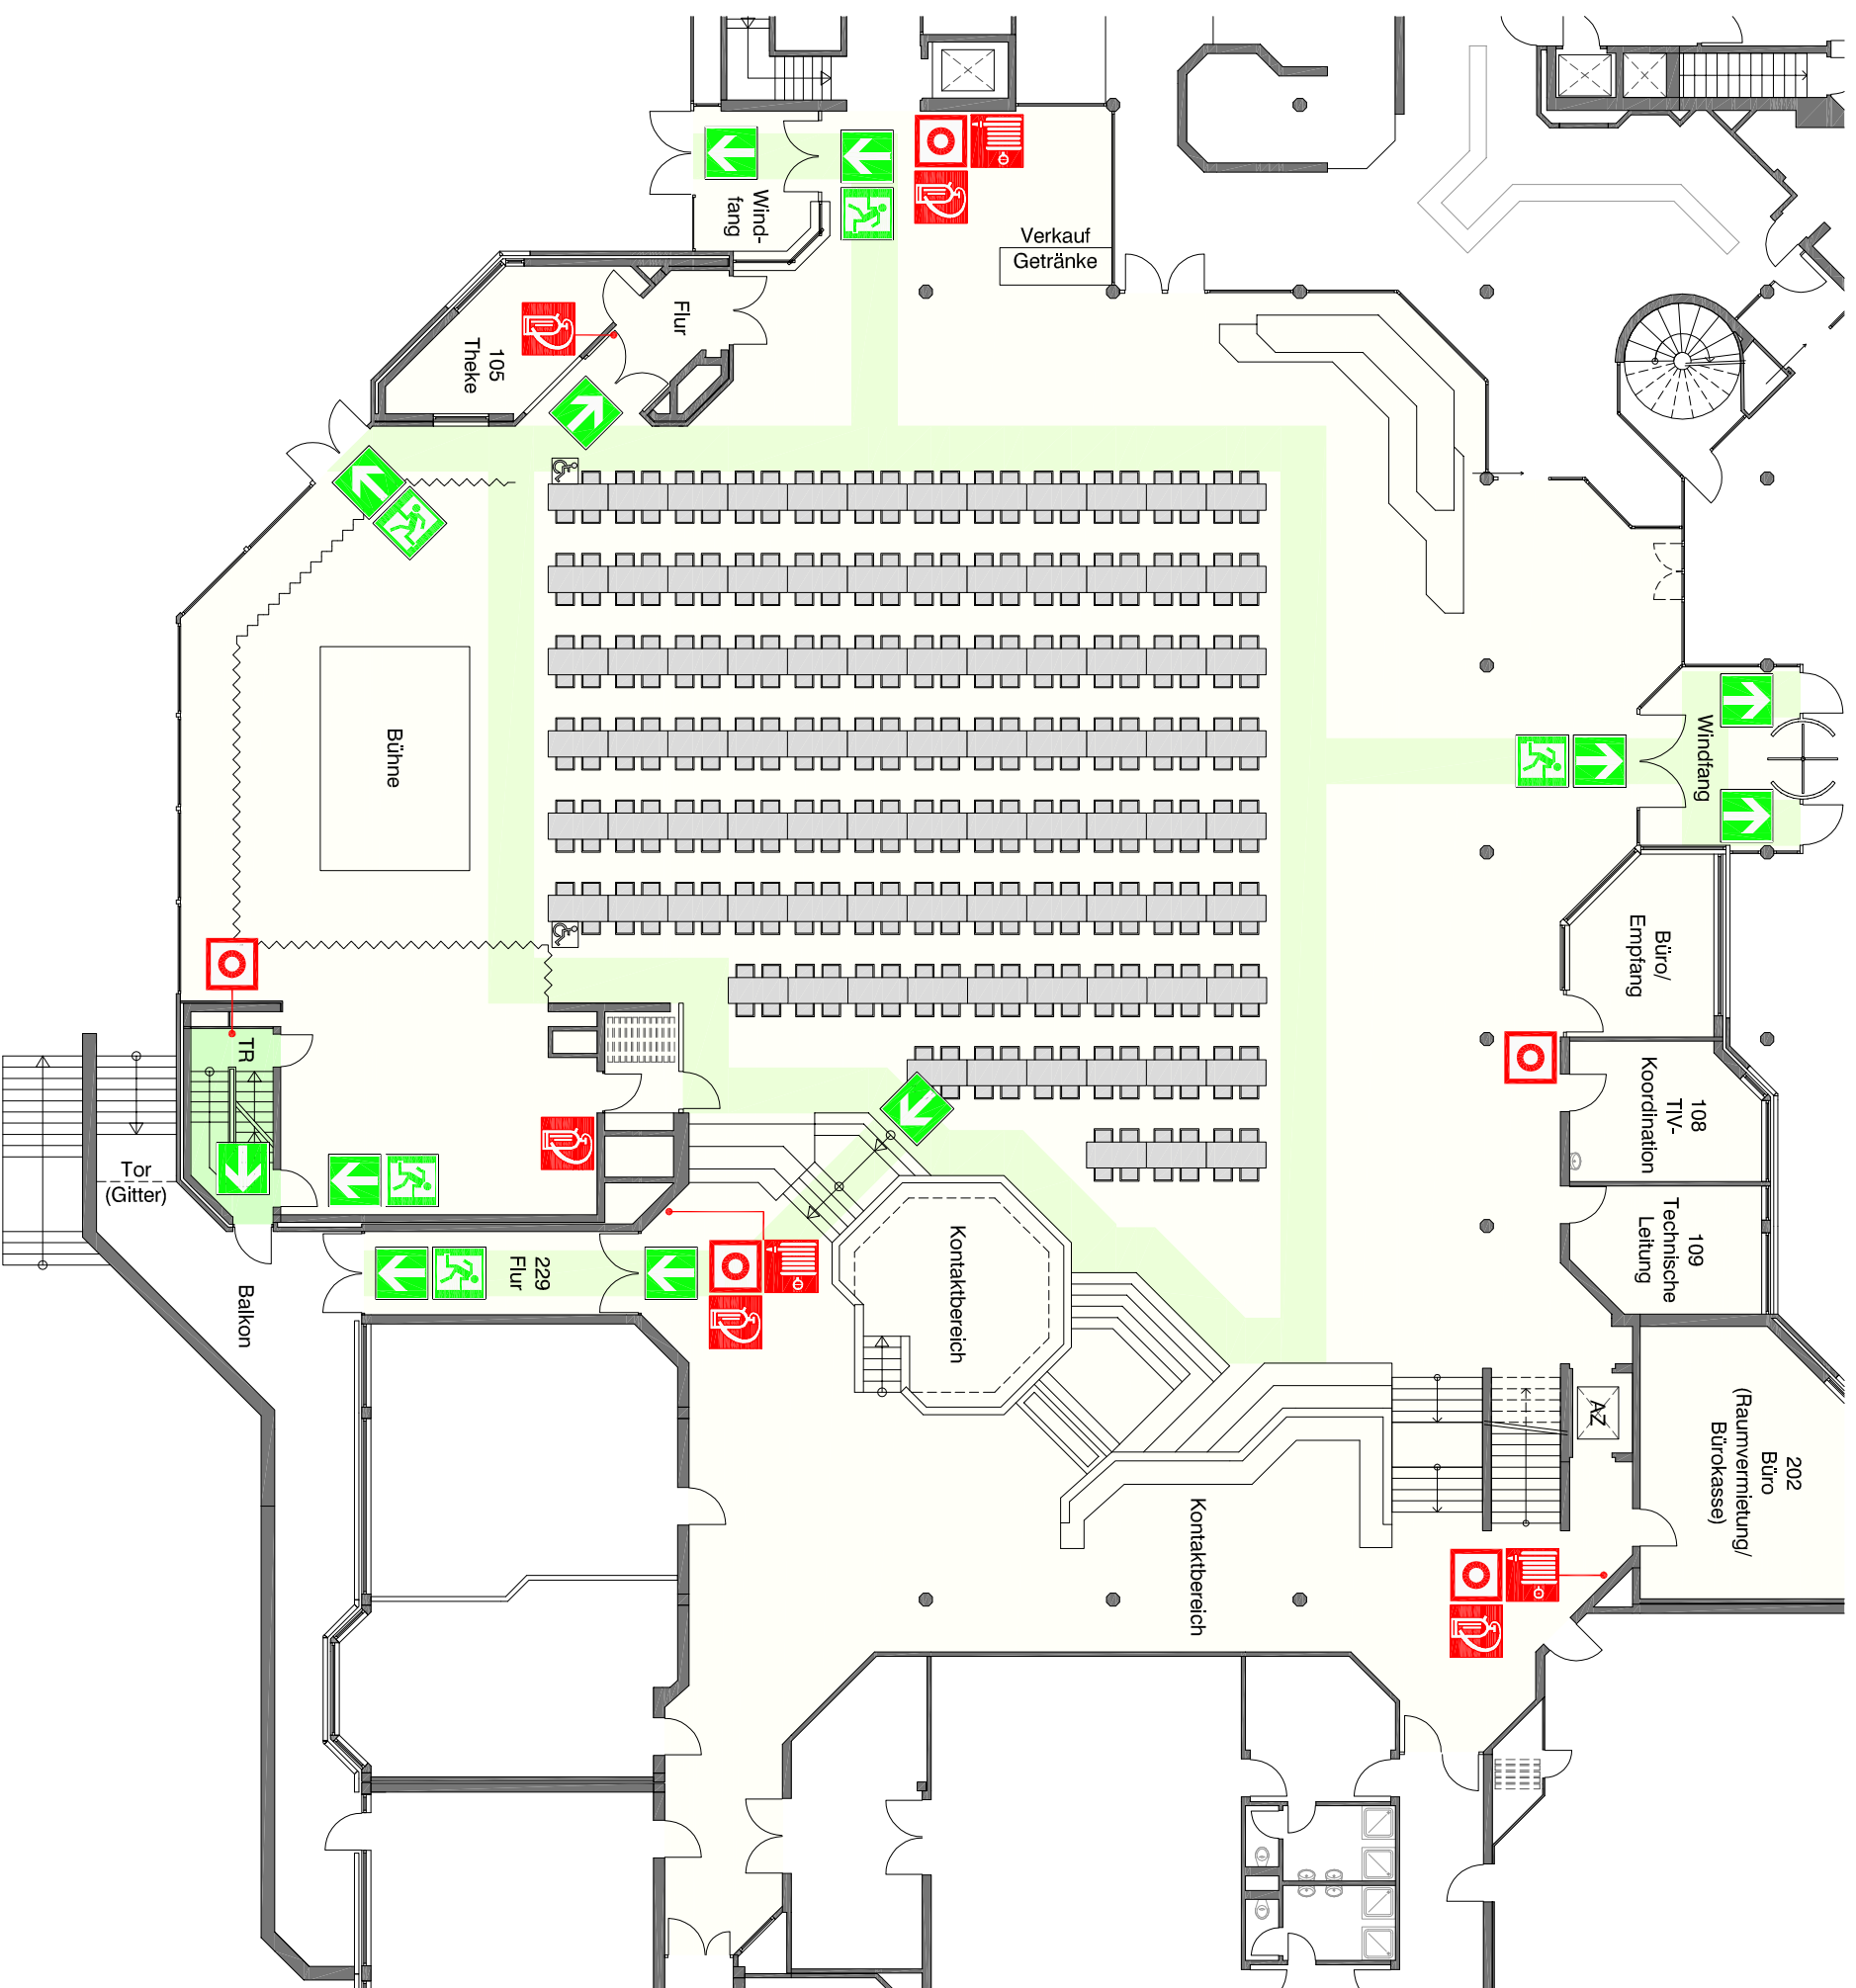 Wind-
fang
Verkauf
Getränke
Flur
105
Theke
Bühne
Windfang
Büro/
Empfang
TR
108
TIV-
Koordination
Tor
(Gitter)
109
Technische
Leitung
229
Flur
Balkon
Kontaktbereich
AZ
202
Büro
(Raumvermietung/
Bürokasse)
Kontaktbereich